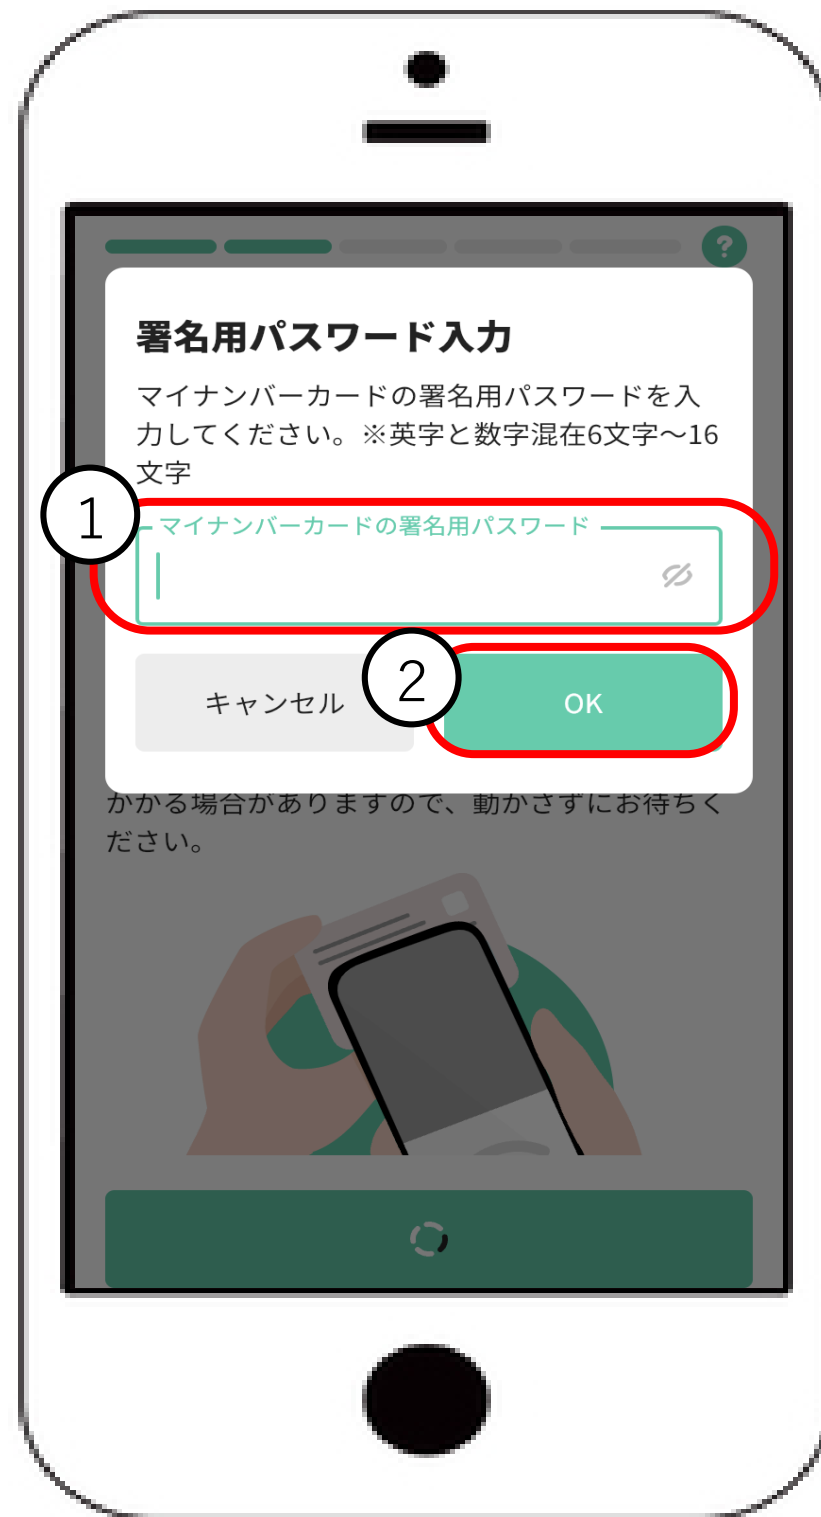 ?
署名用パスワード入力
マイナンバーカードの署名用パスワードを入
力してください。※英字と数字混在6文字～16
文字
1
マイナンバーカードの署名用パスワード
2
キャンセル
OK
かかる場合がありますので、動かさずにお待ちく
ださい。